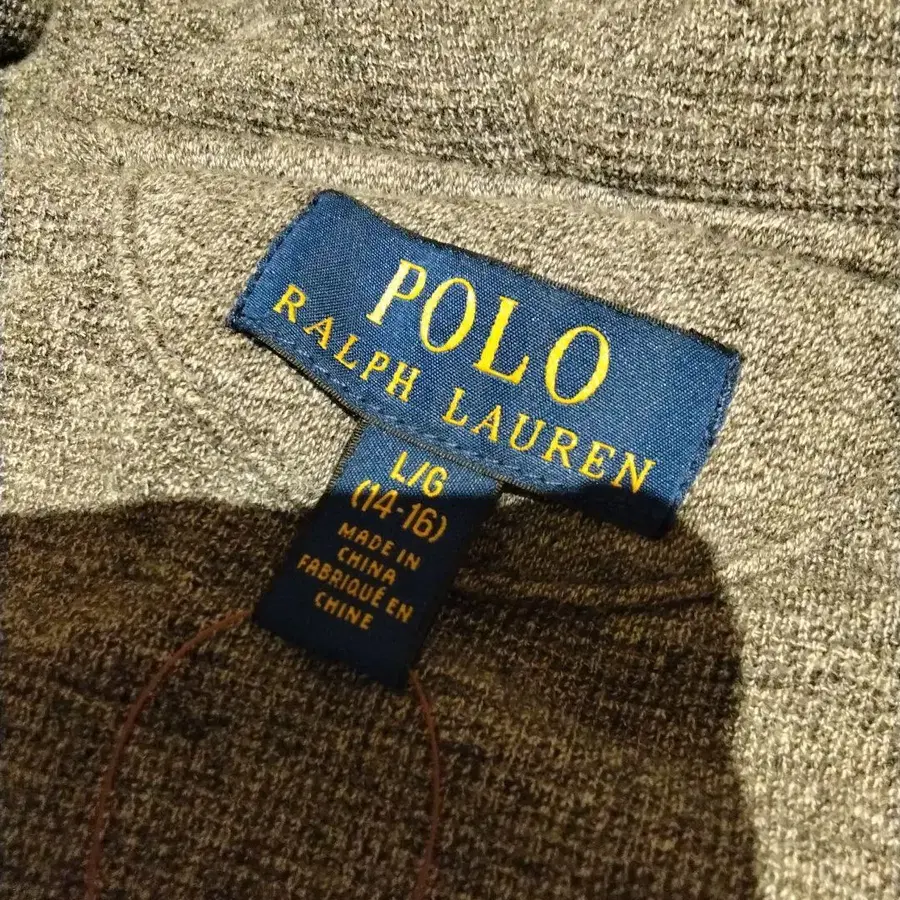 POLO
RALPH LAUREN
L/G
(14-16)
MADE IN
CHINA
FABRIQUÉ EN
CHINE